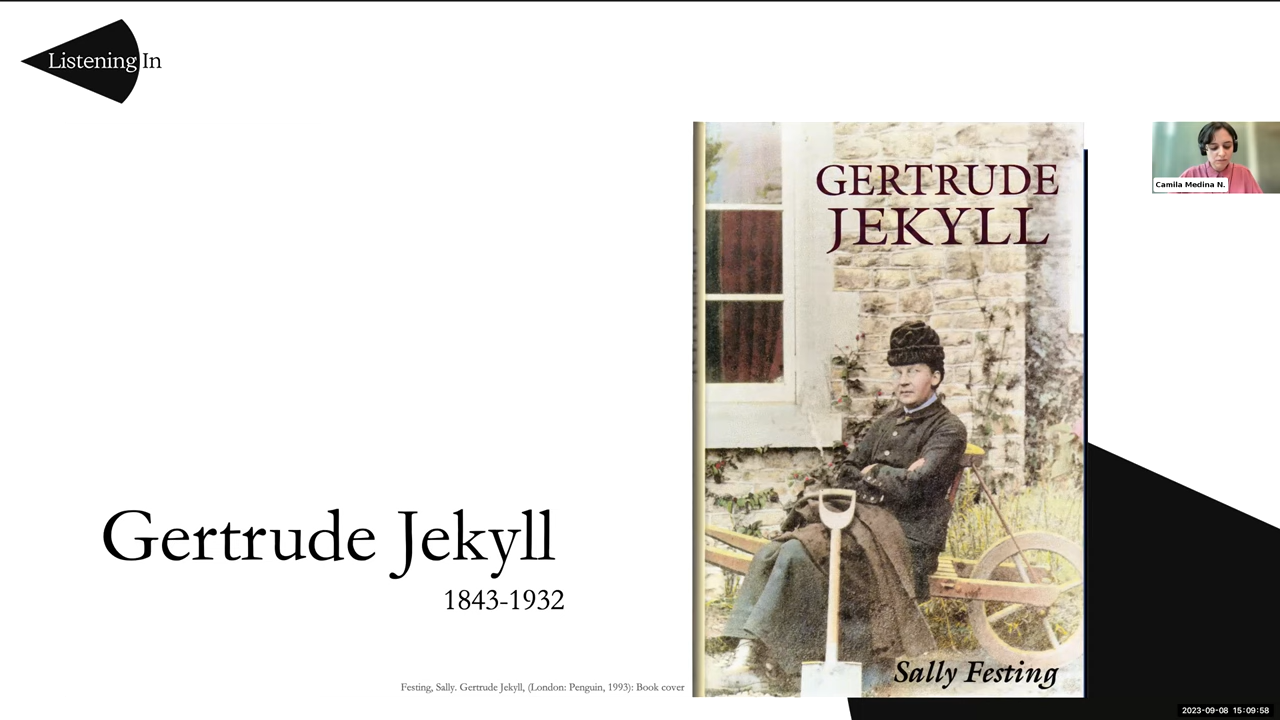 Listening In
GERTRUDE
JEKYLL
Camila Medina N.
Gertrude Jekyll
1843-1932
Sally Festing
Festing, Sally. Gertrude Jekyll, (London: Penguin, 1993): Book cover
2023-09-08 15:09:58